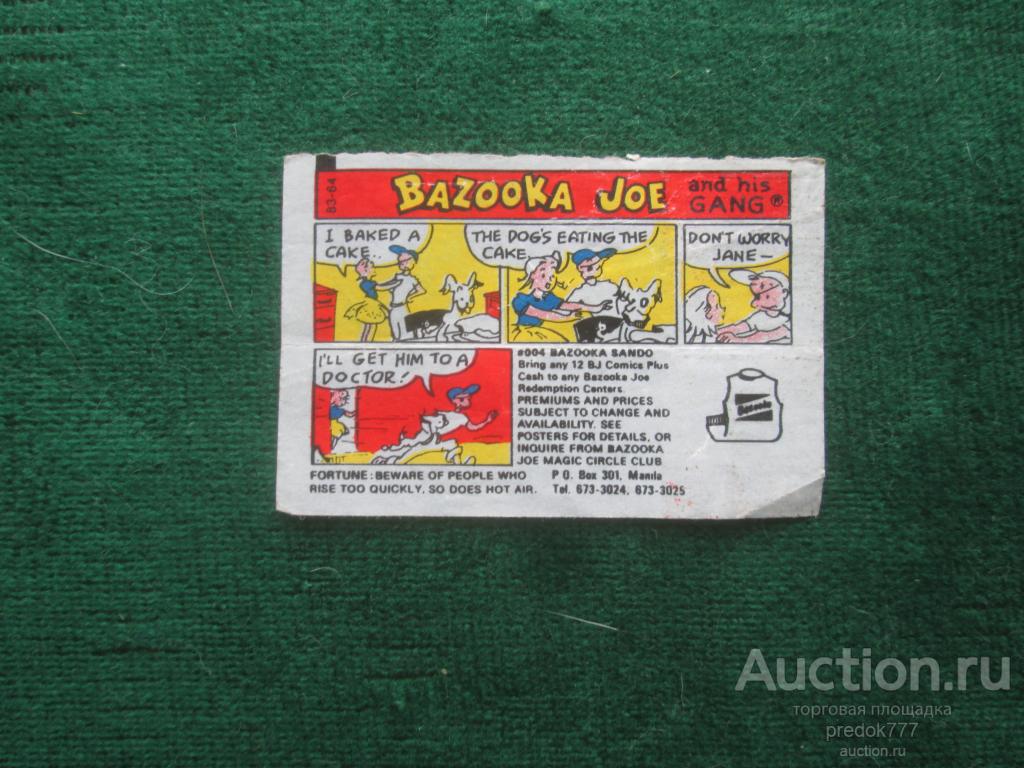 83-64
BAZOOKA JOE
and his
GANG®
I BAKED A
CAKE..
THE DOG'S EATING THE
CAKE..
DON'T WORRY
JANE—
I'LL GET HIM TO A
DOCTOR!
#004 BAZOOKA SANDO
Bring any 12 BJ Comics Plus
Cash to any Bazooka Joe
Redemption Centers.
PREMIUMS AND PRICES
SUBJECT TO CHANGE AND
AVAILABILITY. SEE
POSTERS FOR DETAILS, OR
INQUIRE FROM BAZOOKA
JOE MAGIC CIRCLE CLUB
P O. Box 301, Manila
Tel. 673-3024, 673-3025
Bazooka
FORTUNE: BEWARE OF PEOPLE WHO
RISE TOO QUICKLY, SO DOES HOT AIR.
Auction.ru
торговая площадка
predok777
auction.ru